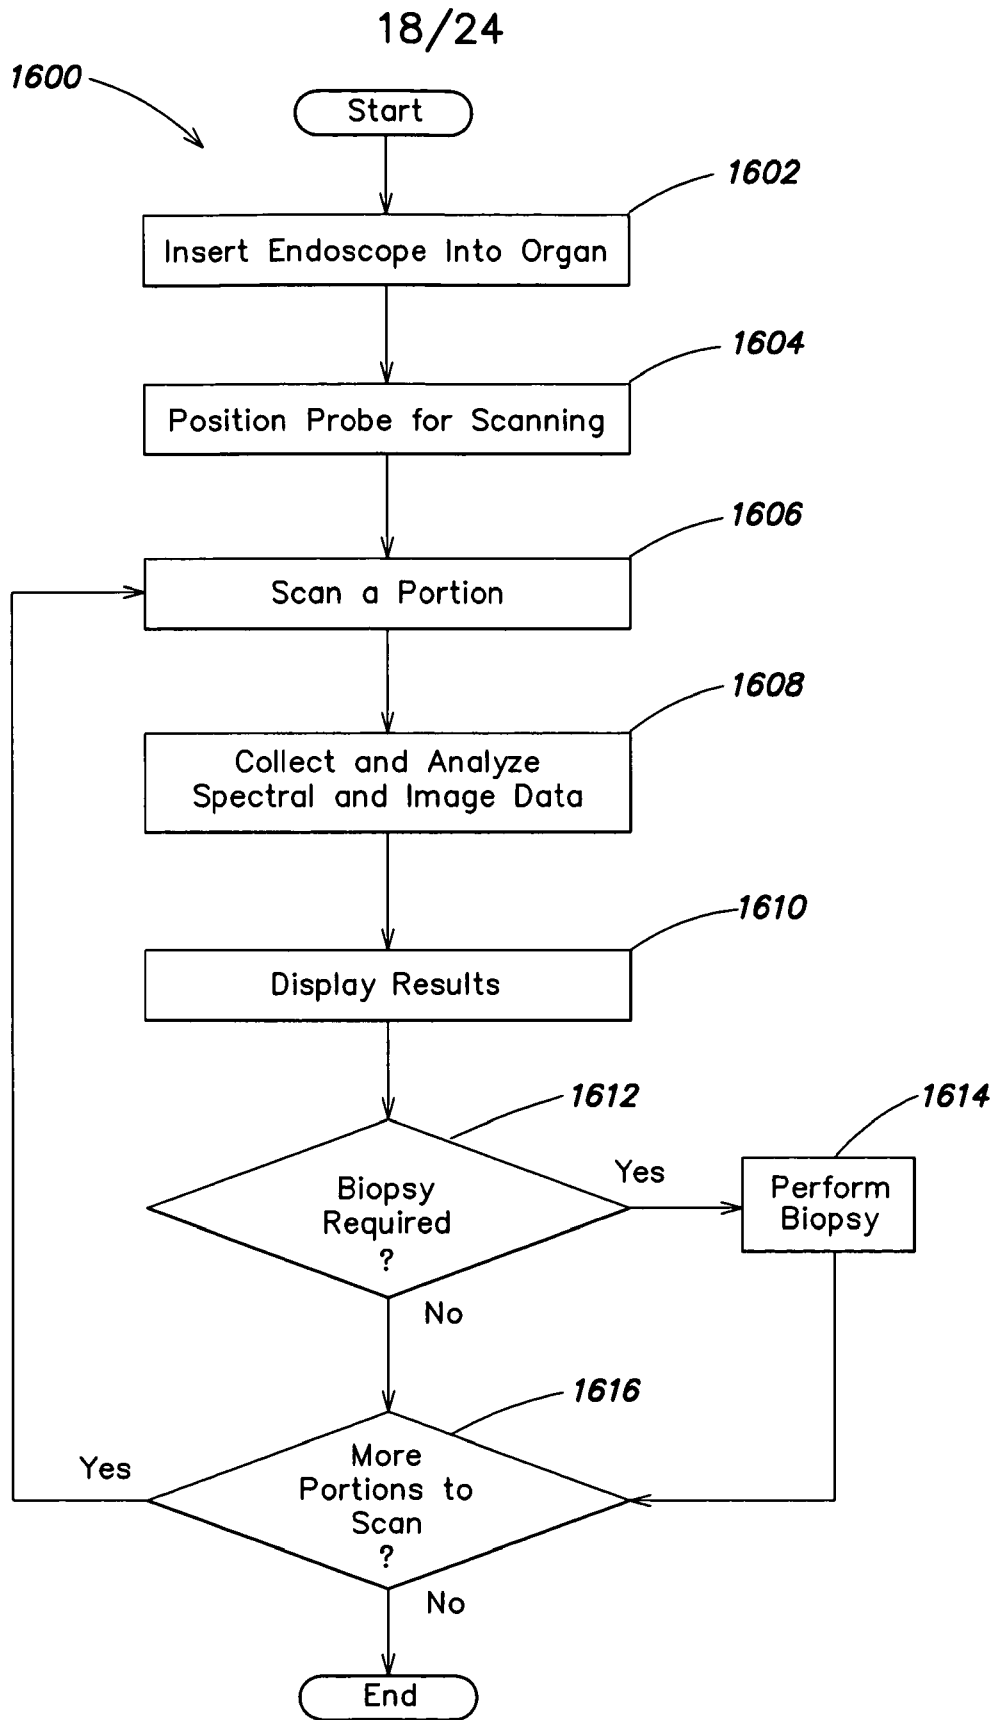 18/24
1600
Start
1602
Insert Endoscope Into Organ
1604
Position Probe for Scanning
1606
Scan a Portion
1608
Collect and Analyze
Spectral and Image Data
1610
Display Results
1612
1614
Biopsy
Required
?
Yes
Perform
Biopsy
No
1616
Yes
More
Portions to
Scan
?
No
End